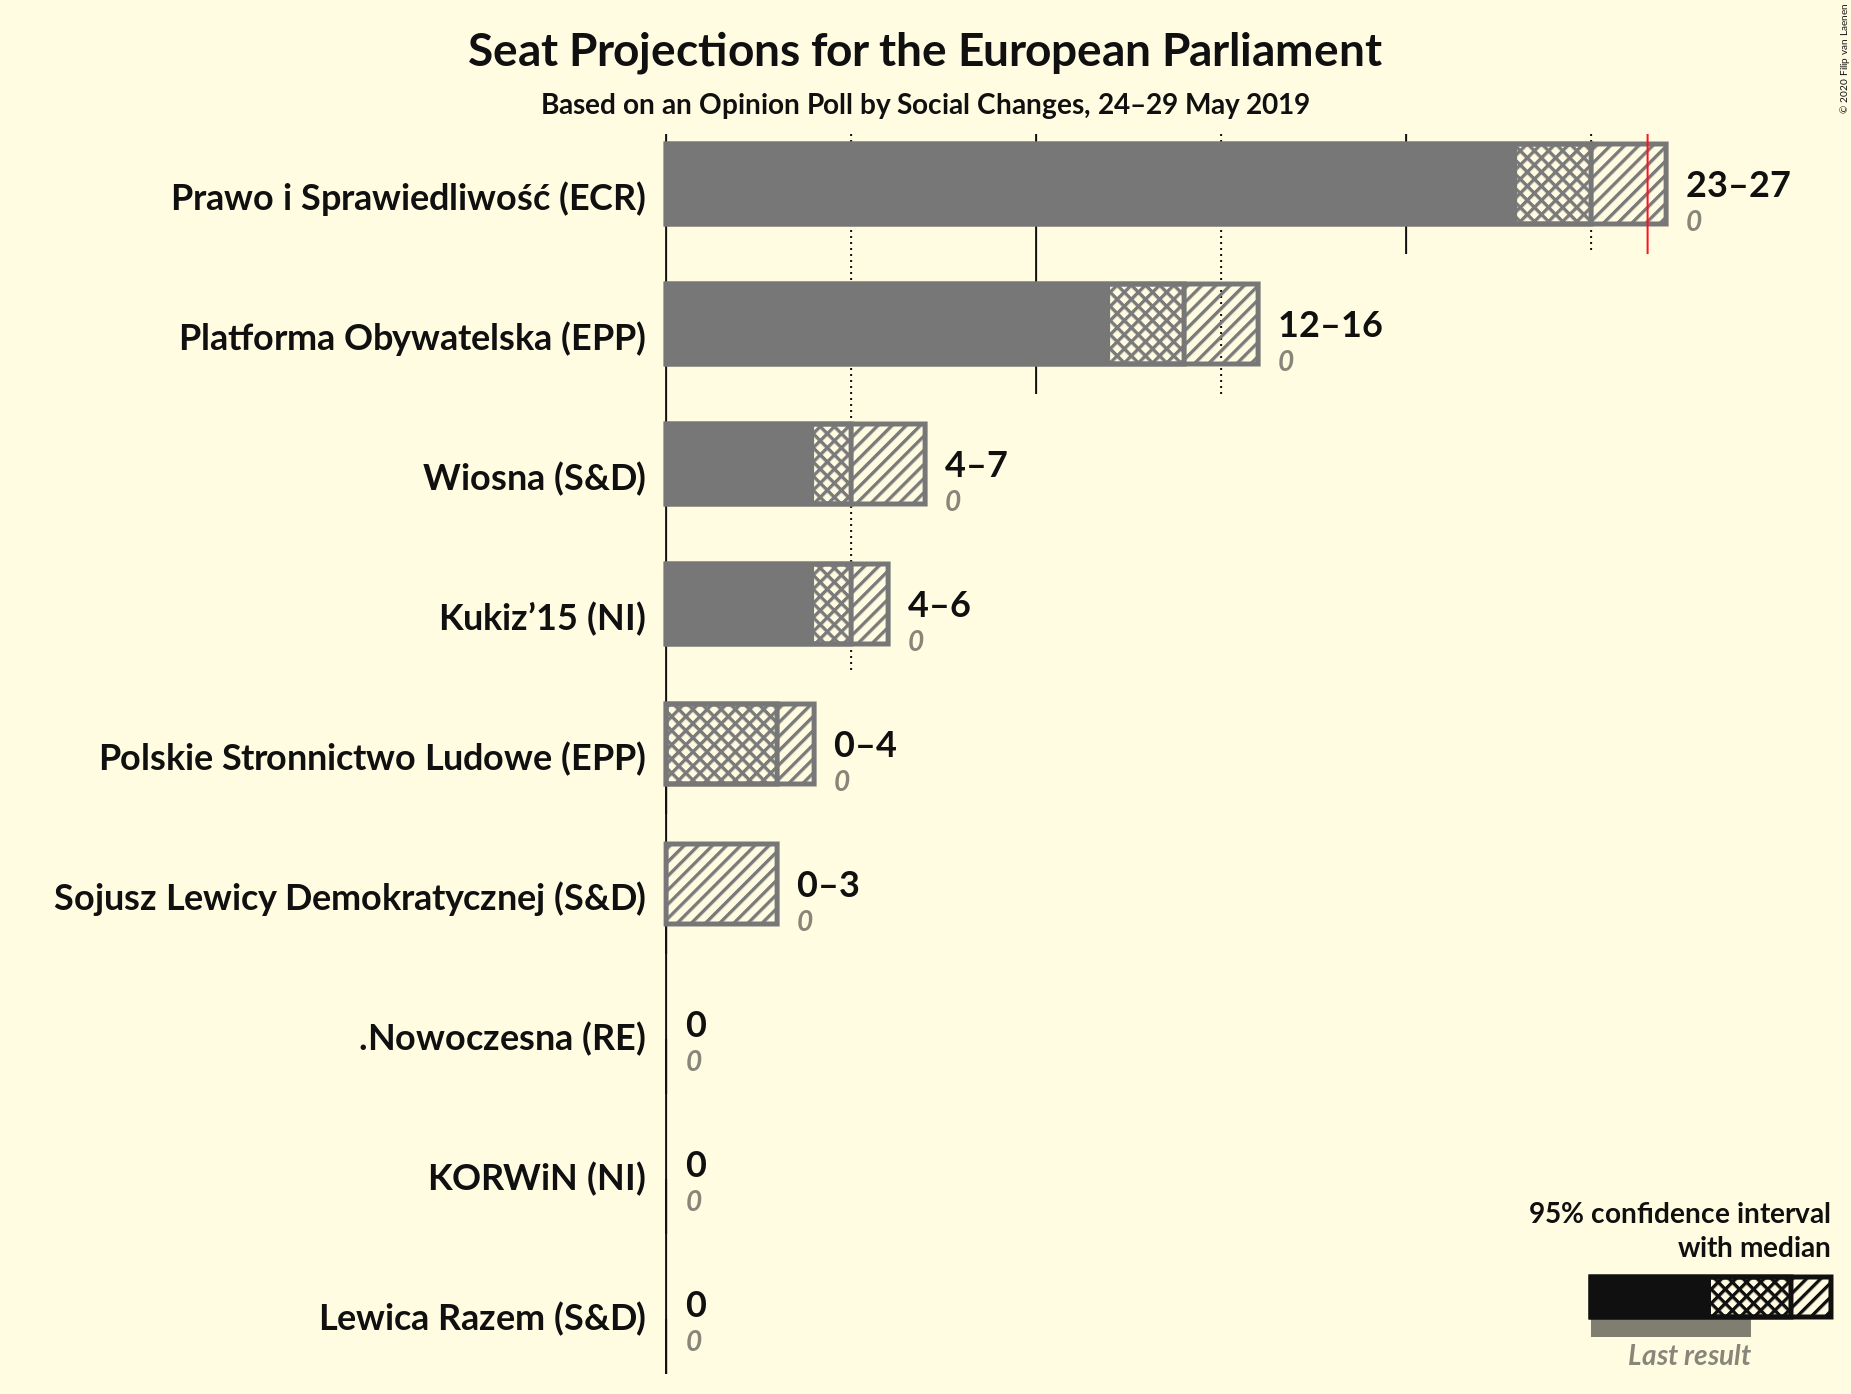 Seat Projections for the European Parliament
Based on an Opinion Poll by Social Changes, 24–29 May 2019
© 2020 Filip van Laenen
Prawo i Sprawiedliwość (ECR)
23–27
0
Platforma Obywatelska (EPP)
12–16
0
Wiosna (S&D)
4–7
0
Kukiz’15 (NI)
4–6
0
Polskie Stronnictwo Ludowe (EPP)
0–4
0
Sojusz Lewicy Demokratycznej (S&D)
0–3
0
.Nowoczesna (RE)
0
0
KORWiN (NI)
0
0
Lewica Razem (S&D)
0
0
95% confidence interval
with median
Last result